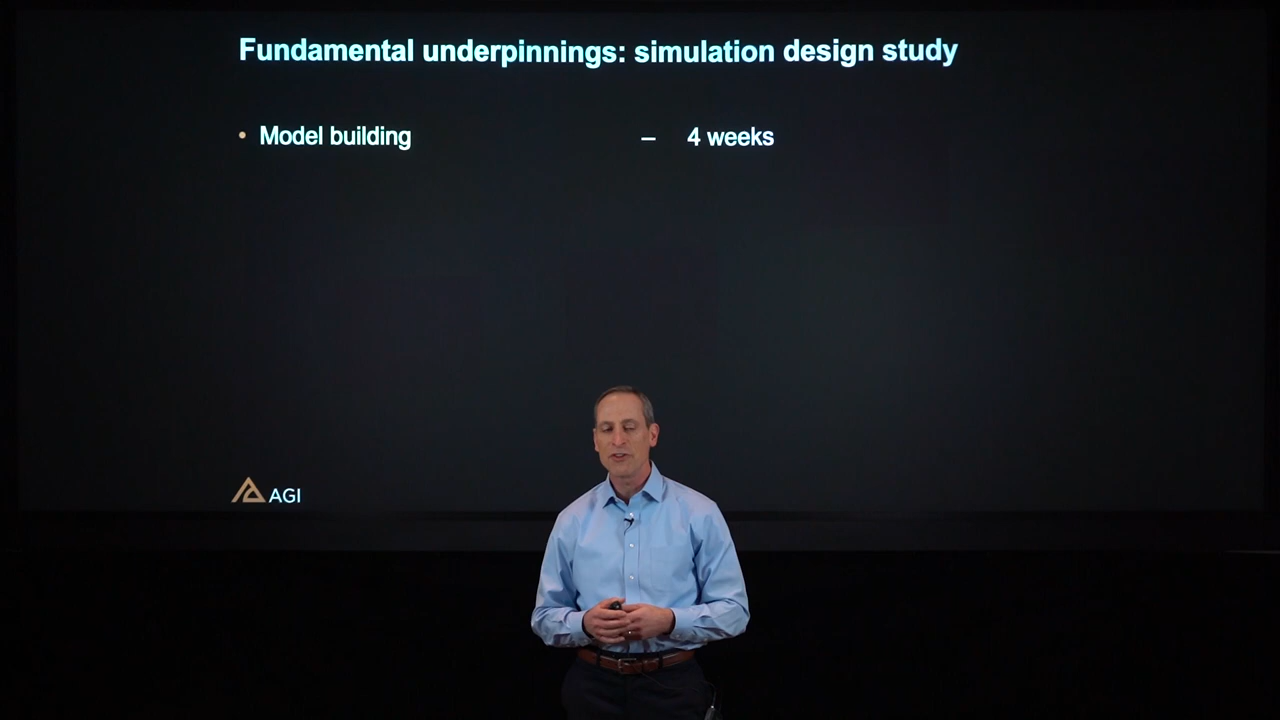 Fundamental underpinnings: simulation design study
• Model building – 4 weeks
AGI